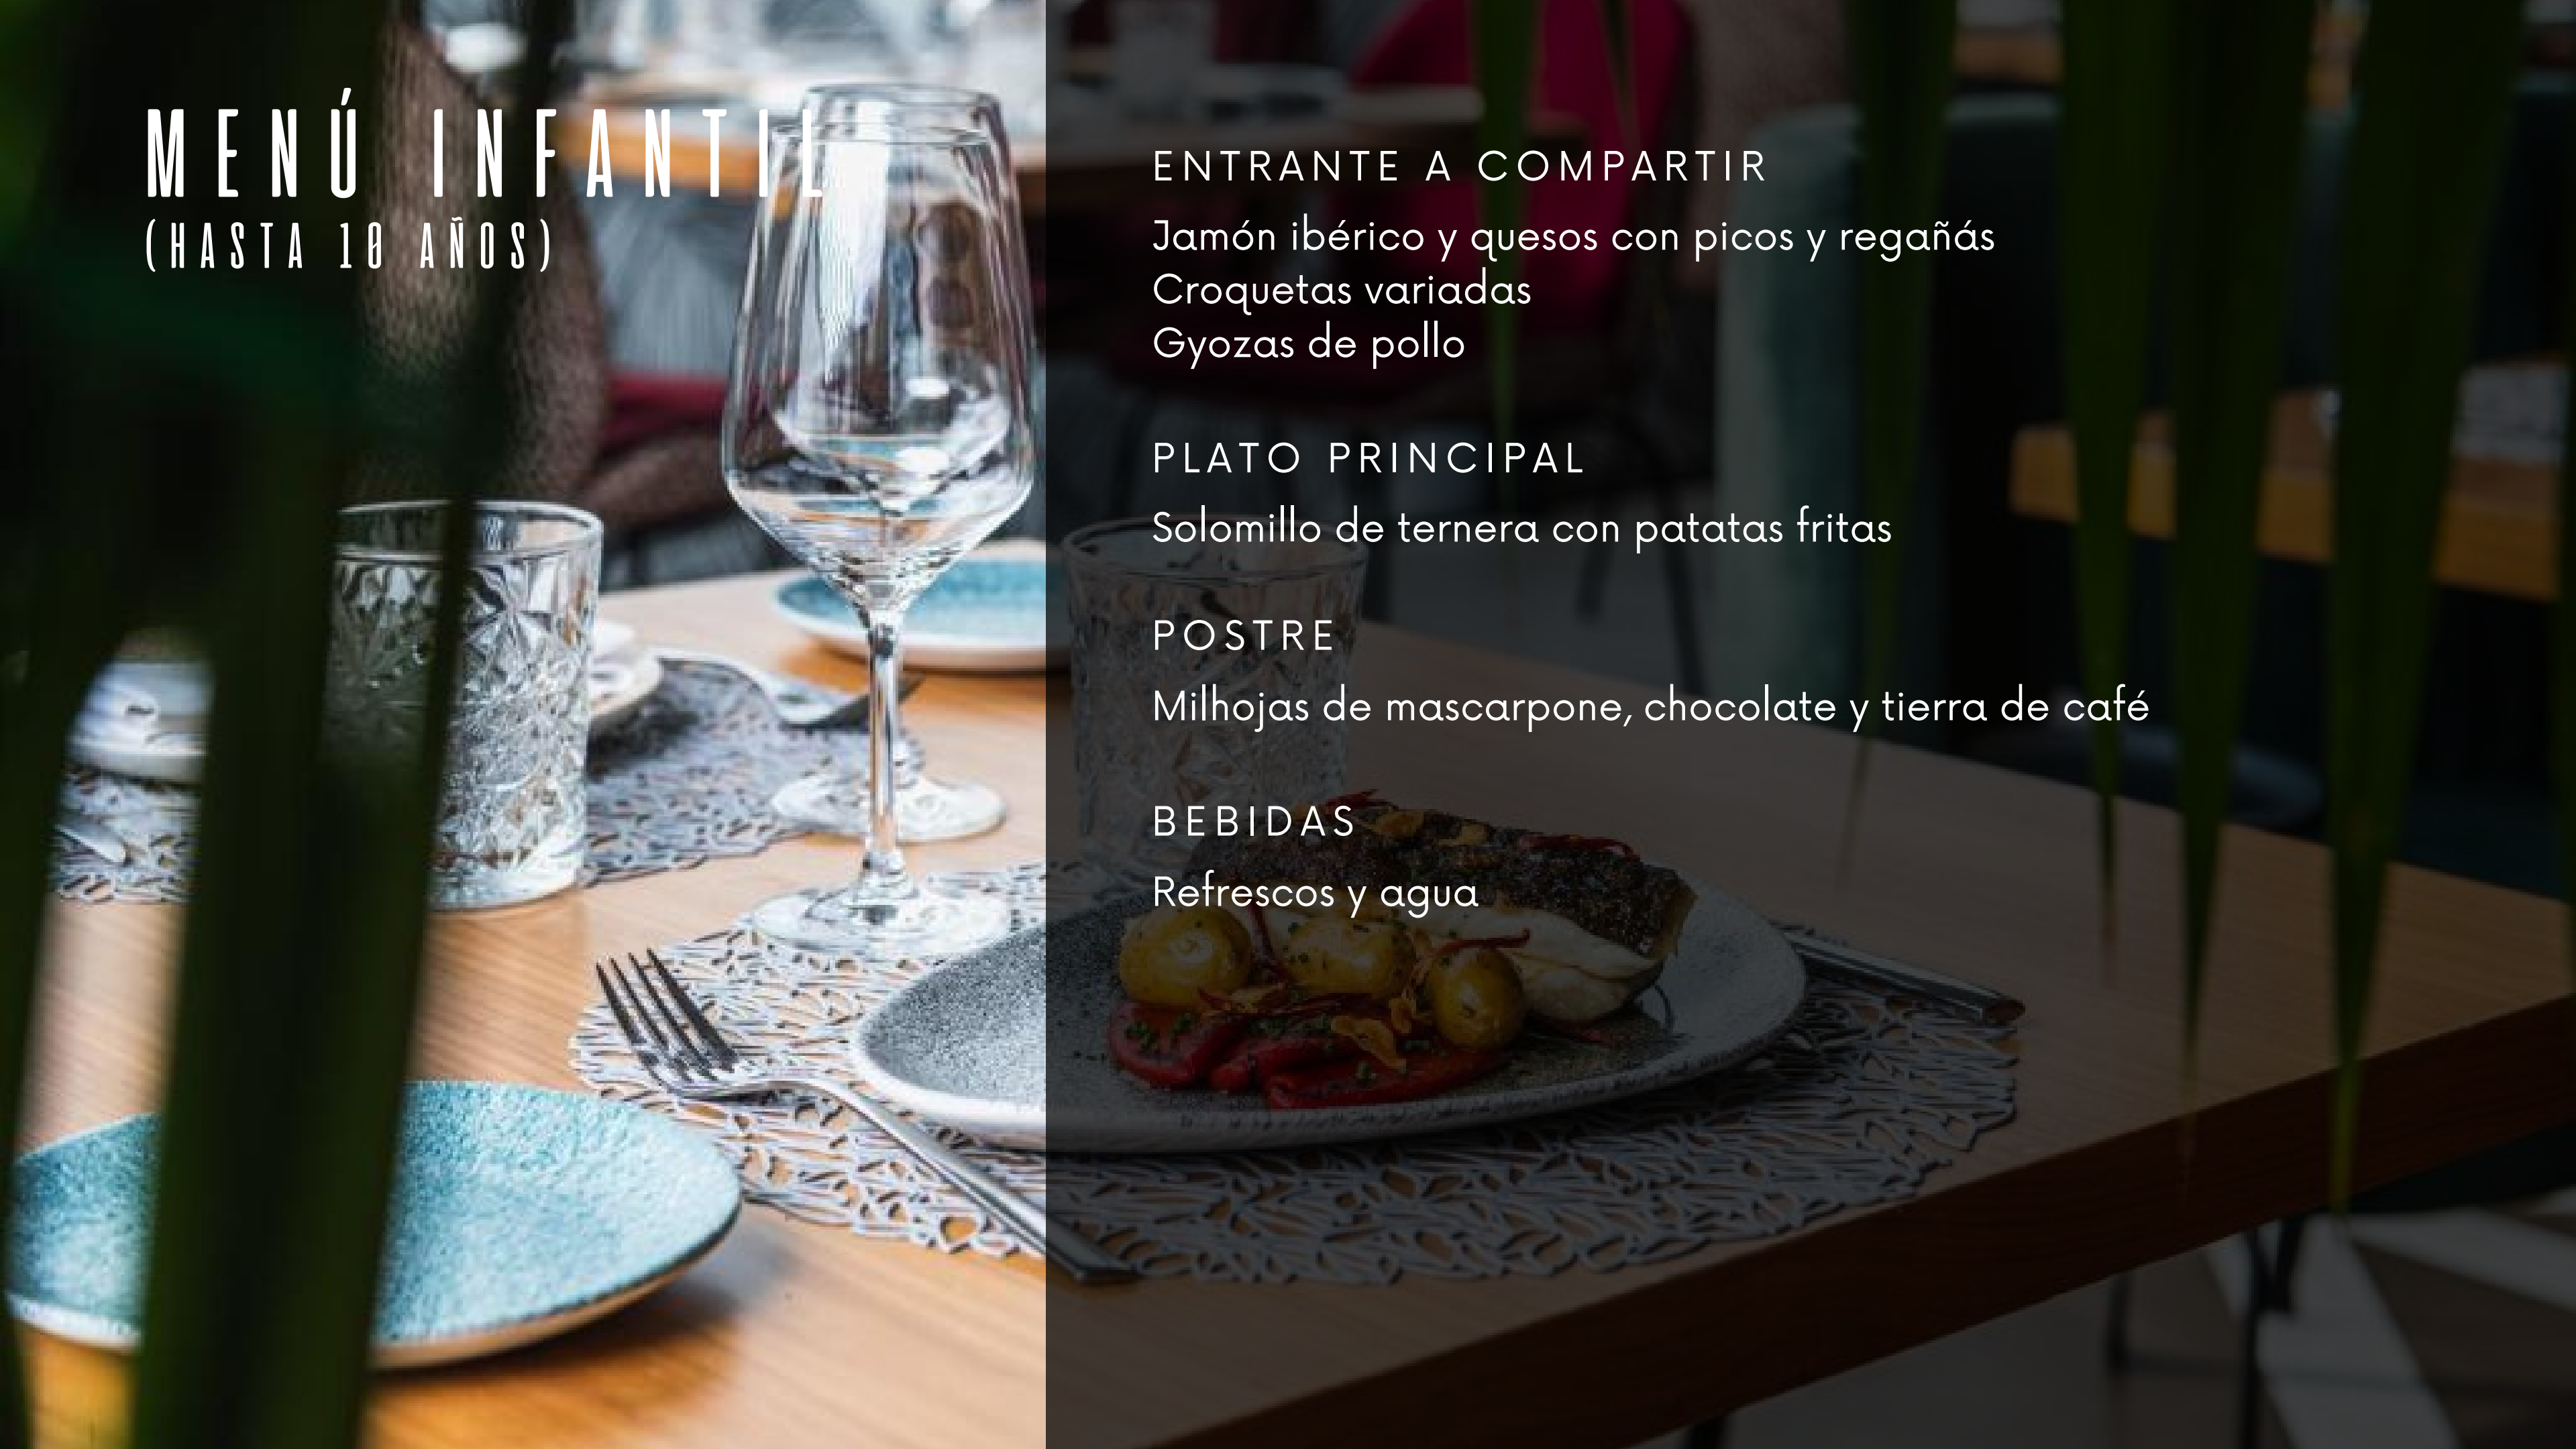 MENÚ INFANTIL
(HASTA 10 AÑOS)
ENTRANTE A COMPARTIR
Jamón ibérico y quesos con picos y regañás
Croquetas variadas
Gyozas de pollo
PLATO PRINCIPAL
Solomillo de ternera con patatas fritas
POSTRE
Milhojas de mascarpone, chocolate y tierra de café
BEBIDAS
Refrescos y agua